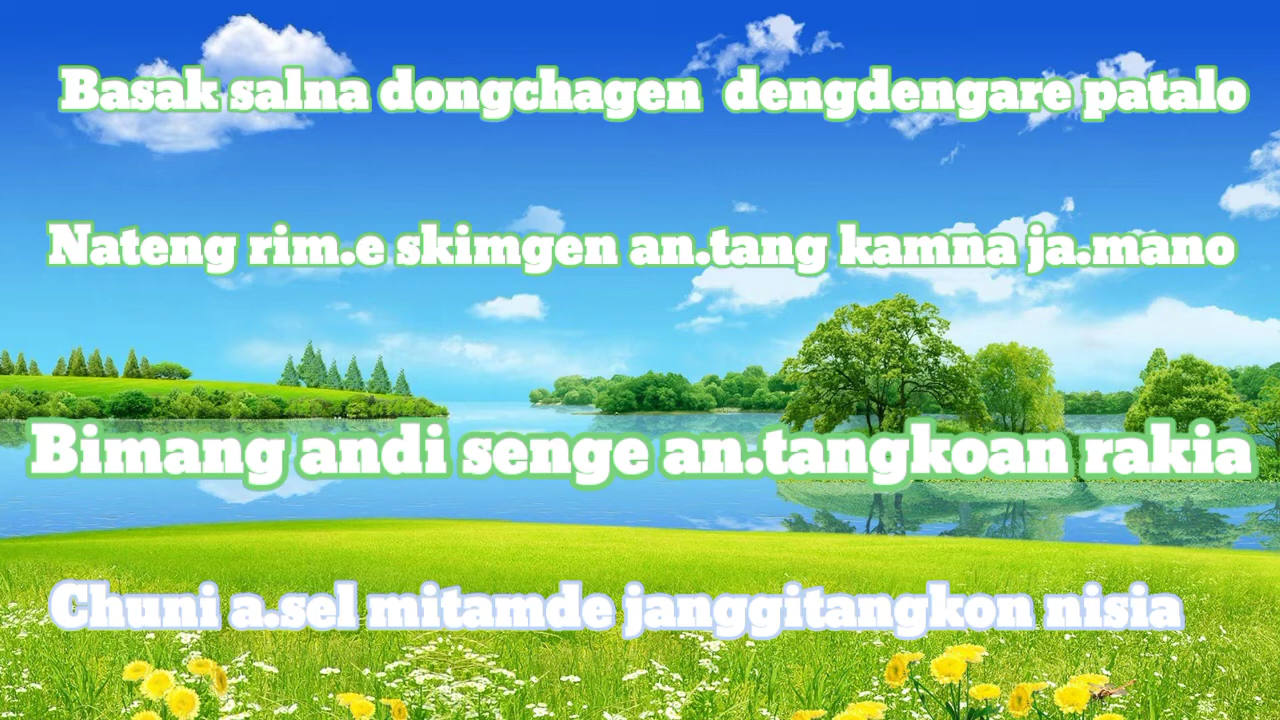 Basak salna dongchagen dengdengare patalo
Nateng rim.e skimgen an.tang kamna ja.mano
Bimang andi senge an.tangkoan rakia
Chuni a.sel mitamde janggitangkon nisia